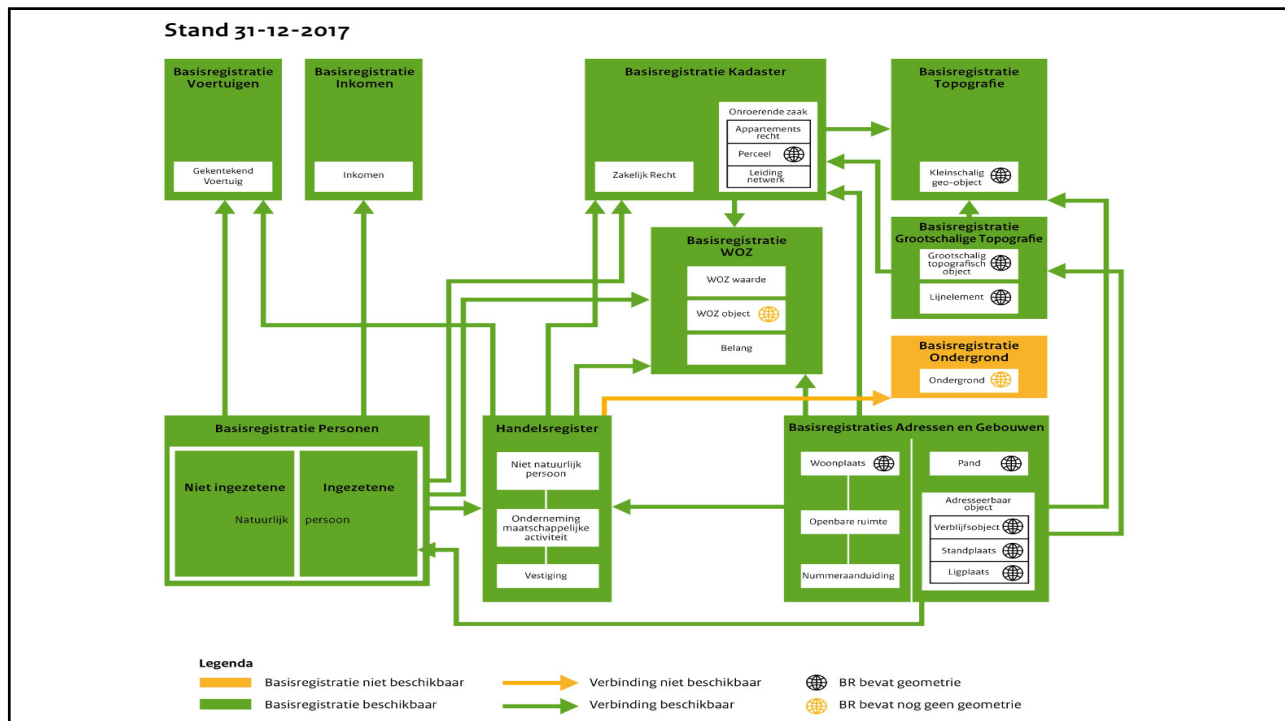 Stand 31-12-2017
Basisregistratie
Voertuigen
Gekentekend
Voertuig
Basisregistratie
Inkomen
Inkomen
Basisregistratie Kadaster
Onroerende zaak
Appartements
recht
Perceel
Leiding
netwerk
Zakelijk Recht
Basisregistratie
Topografie
Kleinschalig
geo-object
Basisregistratie
WOZ
WOZ waarde
WOZ object
Belang
Basisregistratie
Grootschalige Topografie
Grootschalig
topografisch
object
Lijnelement
Basisregistratie
Ondergrond
Ondergrond
Basisregistratie Personen
Niet ingezetene
Ingezetene
Natuurlijk persoon
Handelsregister
Niet natuurlijk
persoon
Onderneming
maatschappelijke
activiteit
Vestiging
Basisregistraties Adressen en Gebouwen
Woonplaats
Openbare ruimte
Nummeraanduiding
Pand
Adresseerbaar
object
Verblijfsobject
Standplaats
Ligplaats
Legenda
Basisregistratie niet beschikbaar
Verbinding niet beschikbaar
BR bevat geometrie
Basisregistratie beschikbaar
Verbinding beschikbaar
BR bevat nog geen geometrie